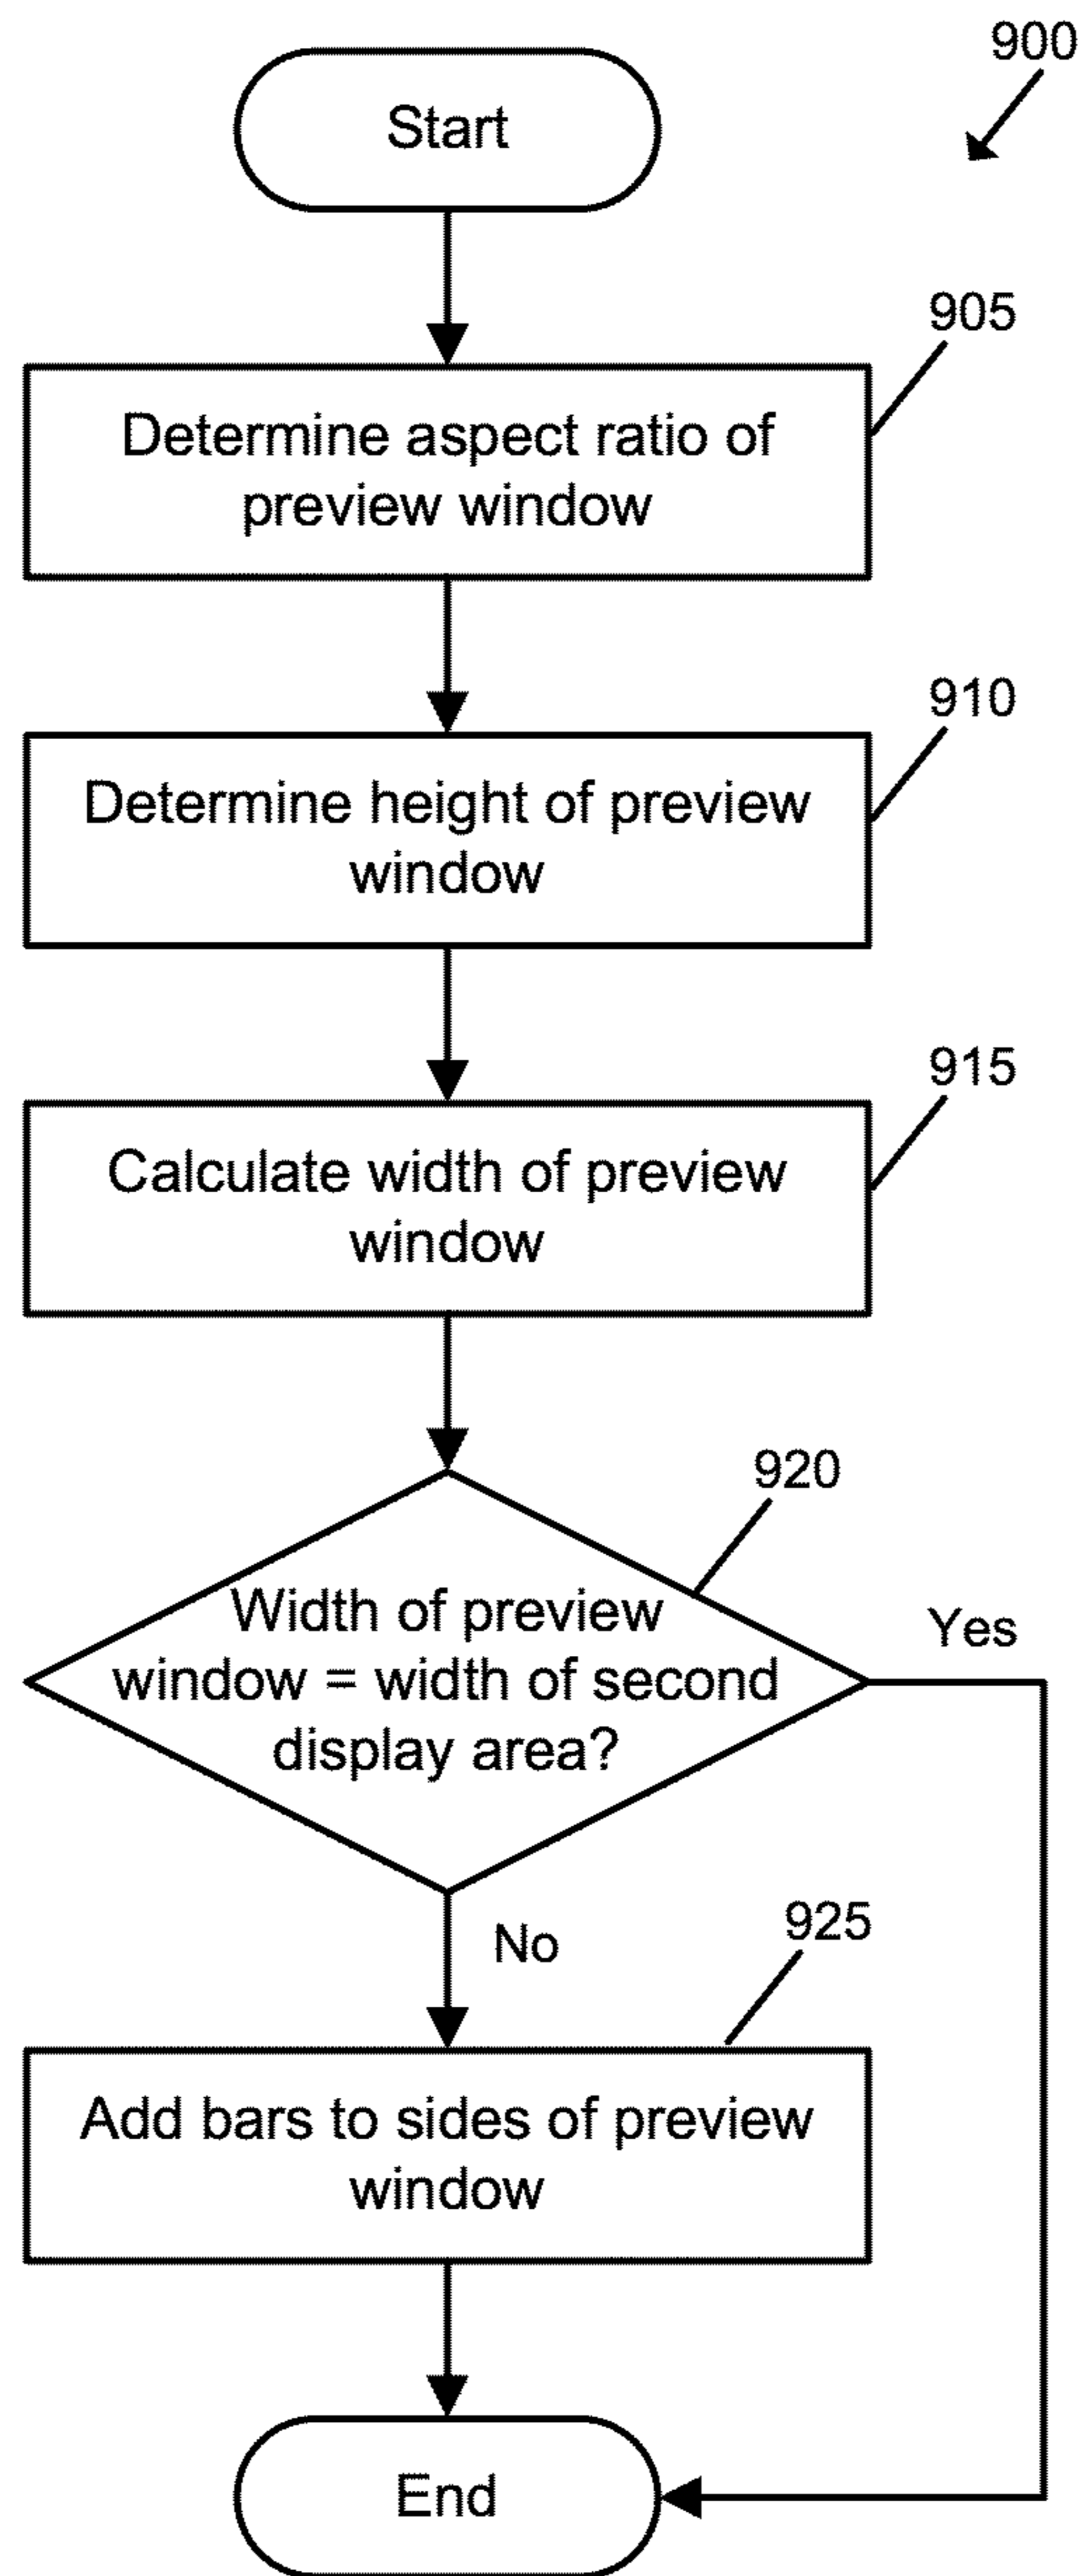 900
Start
905
Determine aspect ratio of
preview window
910
Determine height of preview
window
915
Calculate width of preview
window
920
Width of preview
window = width of second
display area?
Yes
No
925
Add bars to sides of preview
window
End